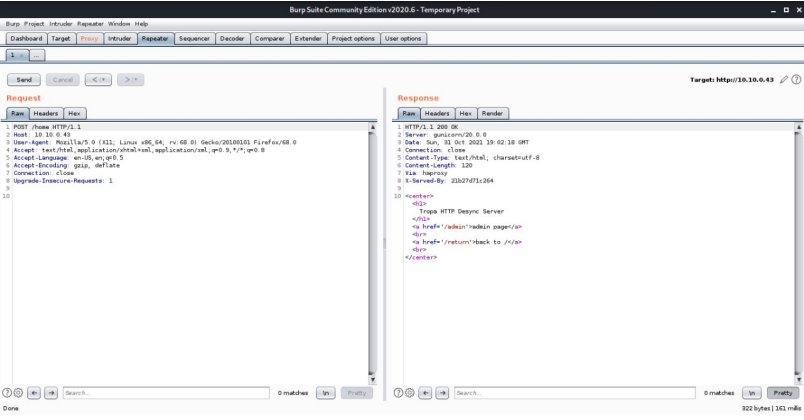 Burp Suite Community Edition v2020.6 - Temporary Project
Burp Project Intruder Repeater Window Help
Dashboard Target Proxy Intruder Repeater Sequencer Decoder Comparer Extender Project options User options
1 × ...
Send Cancel < > Target: http://10.10.0.43
Request
Raw Headers Hex
1 POST /home HTTP/1.1
2 Host: 10.10.0.43
3 User-Agent: Mozilla/5.0 (X11; Linux x86_64; rv:68.0) Gecko/20100101 Firefox/68.0
4 Accept: text/html,application/xhtml+xml,application/xml;q=0.9,*/*;q=0.8
5 Accept-Language: en-US,en;q=0.5
6 Accept-Encoding: gzip, deflate
7 Connection: close
8 Upgrade-Insecure-Requests: 1
9
10
Response
Raw Headers Hex Render
1 HTTP/1.1 200 OK
2 Server: gunicorn/20.0.0
3 Date: Sun, 31 Oct 2021 19:02:18 GMT
4 Connection: close
5 Content-Type: text/html; charset=utf-8
6 Content-Length: 120
7 Via: haproxy
8 X-Served-By: 21b27d71c264
9
10 <center>
<h1>
Tropa HTTP Desync Server
</h1>
<a href='/admin'>admin page</a>
<br>
<a href='/return'>back to /</a>
<br>
</center>
Search... 0 matches \n Pretty
Search... 0 matches \n Pretty
Done 322 bytes | 161 millis